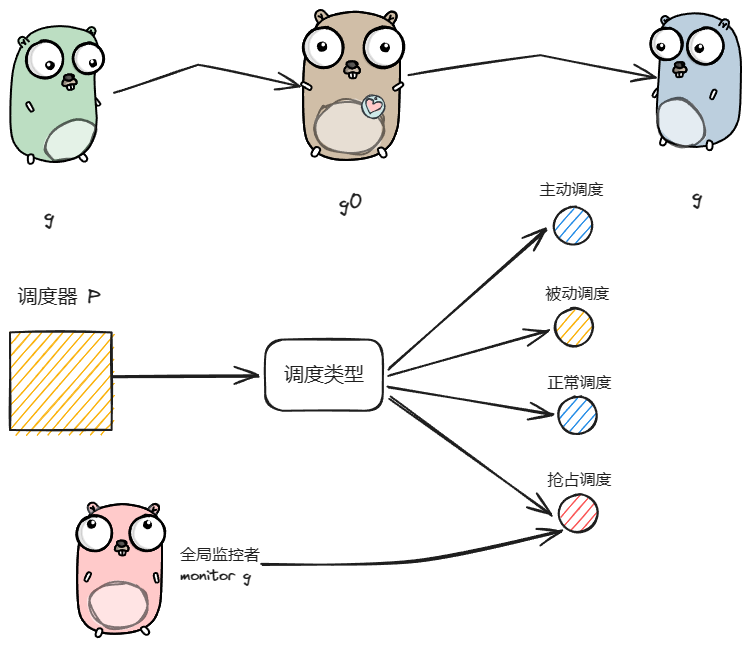 g
g0
g
主动调度
调度器 P
被动调度
调度类型
正常调度
抢占调度
全局监控者
monitor g